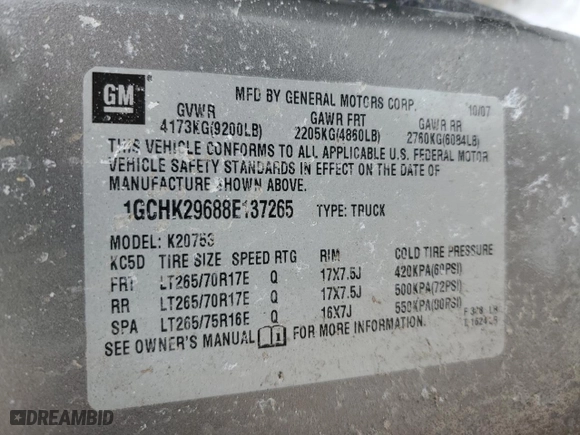 GM
MFD BY GENERAL MOTORS CORP. 10/07
GVWR GAWR FRT GAWR RR
4173KG(9200LB) 2205KG(4860LB) 2760KG(6084LB)
THIS VEHICLE CONFORMS TO ALL APPLICABLE U.S. FEDERAL MOTOR
VEHICLE SAFETY STANDARDS IN EFFECT ON THE DATE OF
MANUFACTURE SHOWN ABOVE.
1GCHK29688E137265 TYPE: TRUCK
MODEL: K20753
KC5D TIRE SIZE SPEED RTG RIM COLD TIRE PRESSURE
FRT LT265/70R17E Q 17X7.5J 420KPA(60PSI)
RR LT265/70R17E Q 17X7.5J 500KPA(72PSI)
SPA LT265/75R16E Q 16X7J 550KPA(80PSI)
SEE OWNER'S MANUAL FOR MORE INFORMATION.
F 378 LH
DREAMBID